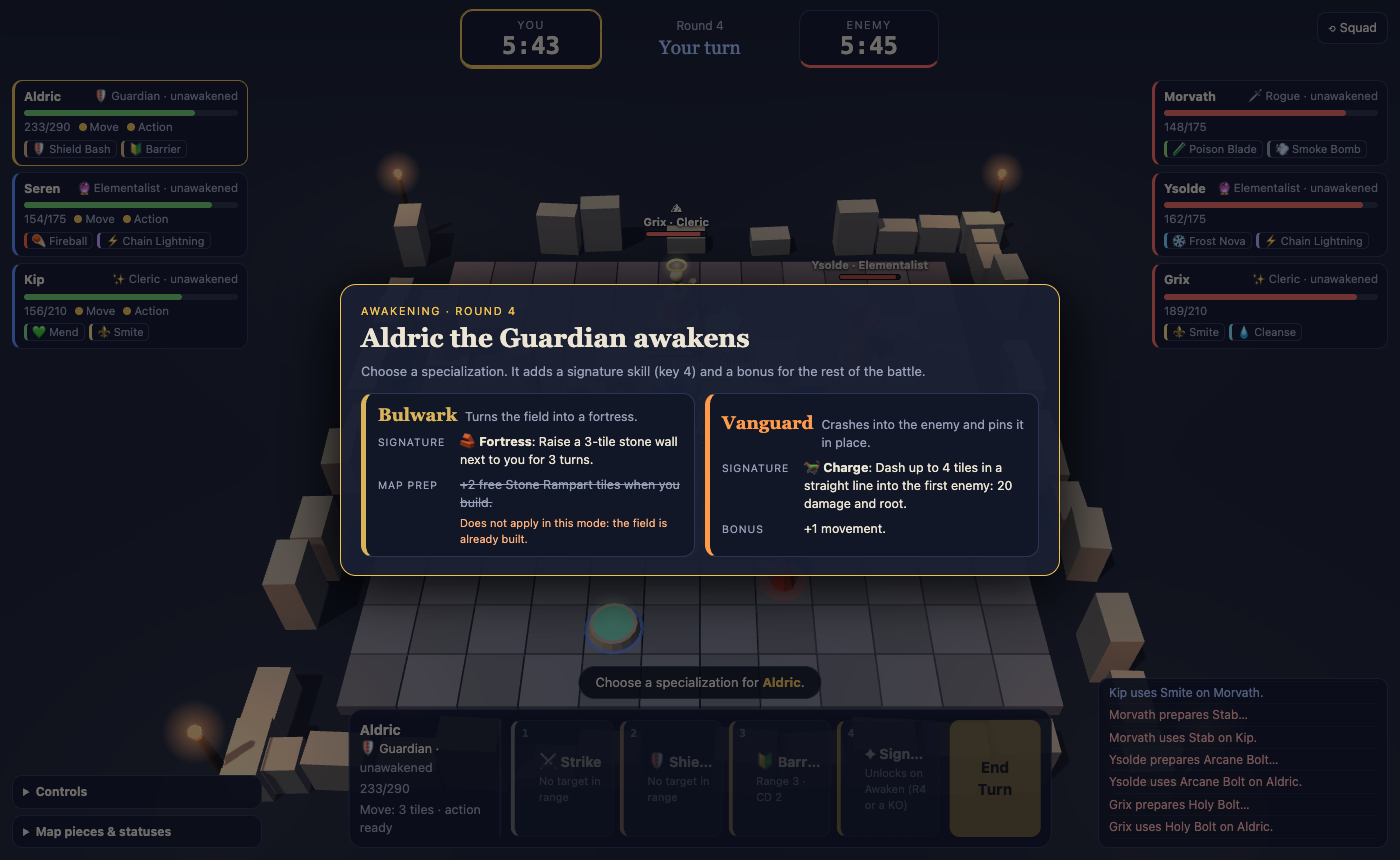 YOU
5:43
Round 4
Your turn
ENEMY
5:45
Squad
Aldric
Guardian · unawakened
233/290 Move Action
Shield Bash Barrier
Seren
Elementalist · unawakened
154/175 Move Action
Fireball Chain Lightning
Kip
Cleric · unawakened
156/210 Move Action
Mend Smite
Morvath
Rogue · unawakened
148/175
Poison Blade Smoke Bomb
Ysolde
Elementalist · unawakened
162/175
Frost Nova Chain Lightning
Grix
Cleric · unawakened
189/210
Smite Cleanse
Grix · Cleric
Ysolde · Elementalist
AWAKENING · ROUND 4
Aldric the Guardian awakens
Choose a specialization. It adds a signature skill (key 4) and a bonus for the rest of the battle.
Bulwark Turns the field into a fortress.
SIGNATURE
Fortress: Raise a 3-tile stone wall
next to you for 3 turns.
MAP PREP
+2 free Stone Rampart tiles when you
build.
Does not apply in this mode: the field is
already built.
Vanguard Crashes into the enemy and pins it
in place.
SIGNATURE
Charge: Dash up to 4 tiles in a
straight line into the first enemy: 20
damage and root.
BONUS
+1 movement.
Choose a specialization for Aldric.
Aldric
Guardian ·
unawakened
233/290
Move: 3 tiles · action
ready
1
Strike
No target in
range
2
Shie...
No target in
range
3
Barr...
Range 3 ·
CD 2
4
Sign...
Unlocks on
Awaken (R4
or a KO)
End
Turn
Controls
Map pieces & statuses
Kip uses Smite on Morvath.
Morvath prepares Stab...
Morvath uses Stab on Kip.
Ysolde prepares Arcane Bolt...
Ysolde uses Arcane Bolt on Aldric.
Grix prepares Holy Bolt...
Grix uses Holy Bolt on Aldric.